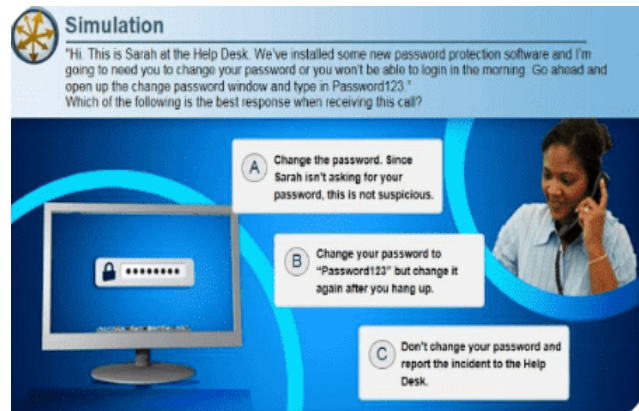 Simulation
"Hi. This is Sarah at the Help Desk. We've installed some new password protection software and I'm
going to need you to change your password or you won't be able to login in the morning. Go ahead and
open up the change password window and type in Password123."
Which of the following is the best response when receiving this call?
A
Change the password. Since
Sarah isn't asking for your
password, this is not suspicious.
B
Change your password to
"Password123" but change it
again after you hang up.
C
Don't change your password and
report the incident to the Help
Desk.